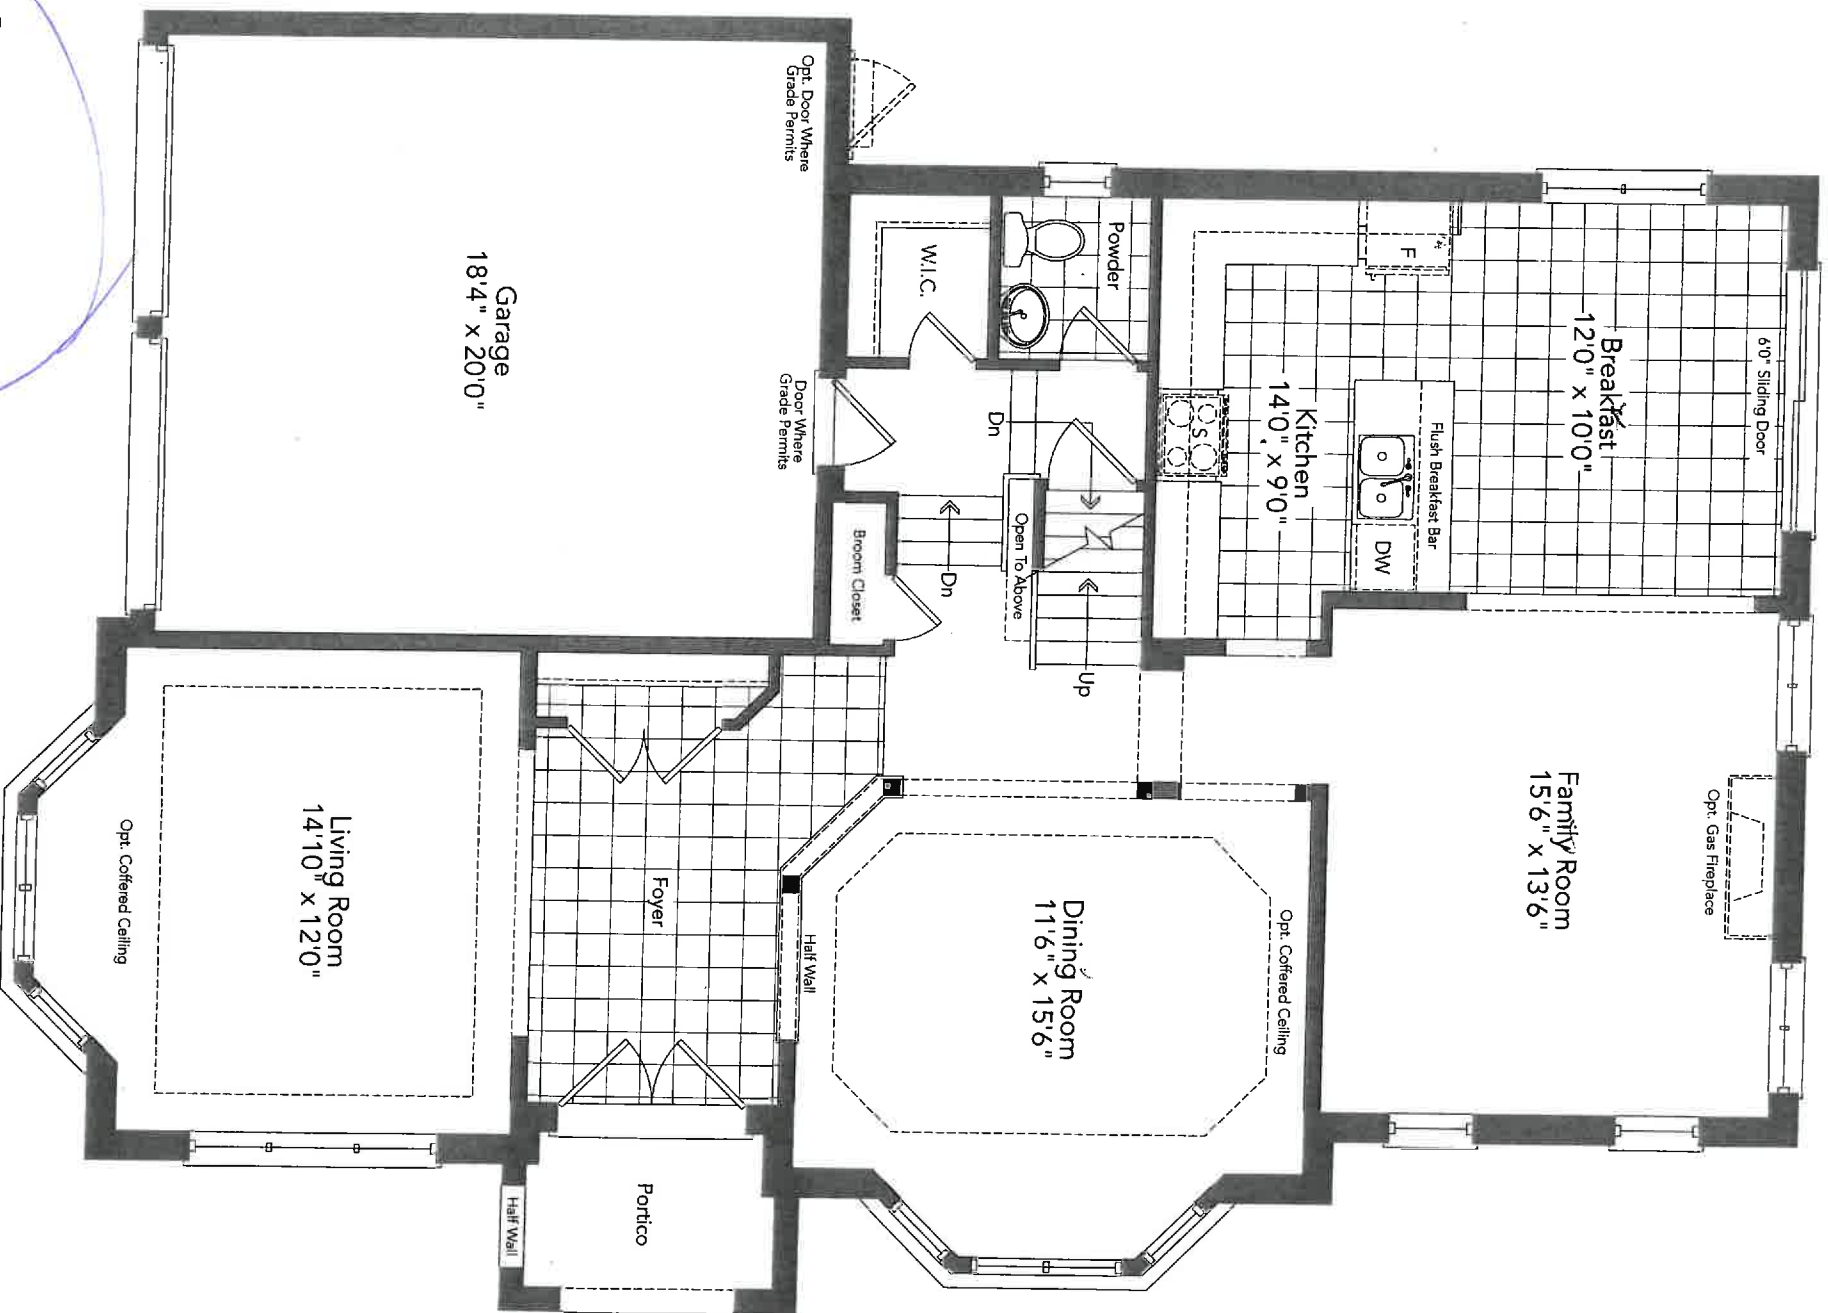 6'0" Sliding Door
Breakfast
12'0" x 10'0"
F
Flush Breakfast Bar
DW
Kitchen
14'0" x 9'0"
S
Opt. Gas Fireplace
Family Room
15'6" x 13'6"
Powder
W.I.C.
Dn
Open To Above
Up
Dn
Broom Closet
Opt. Coffered Ceiling
Dining Room
11'6" x 15'6"
Half Wall
Opt. Door Where
Grade Permits
Door Where
Grade Permits
Garage
18'4" x 20'0"
Foyer
Portico
Half Wall
Living Room
14'10" x 12'0"
Opt. Coffered Ceiling